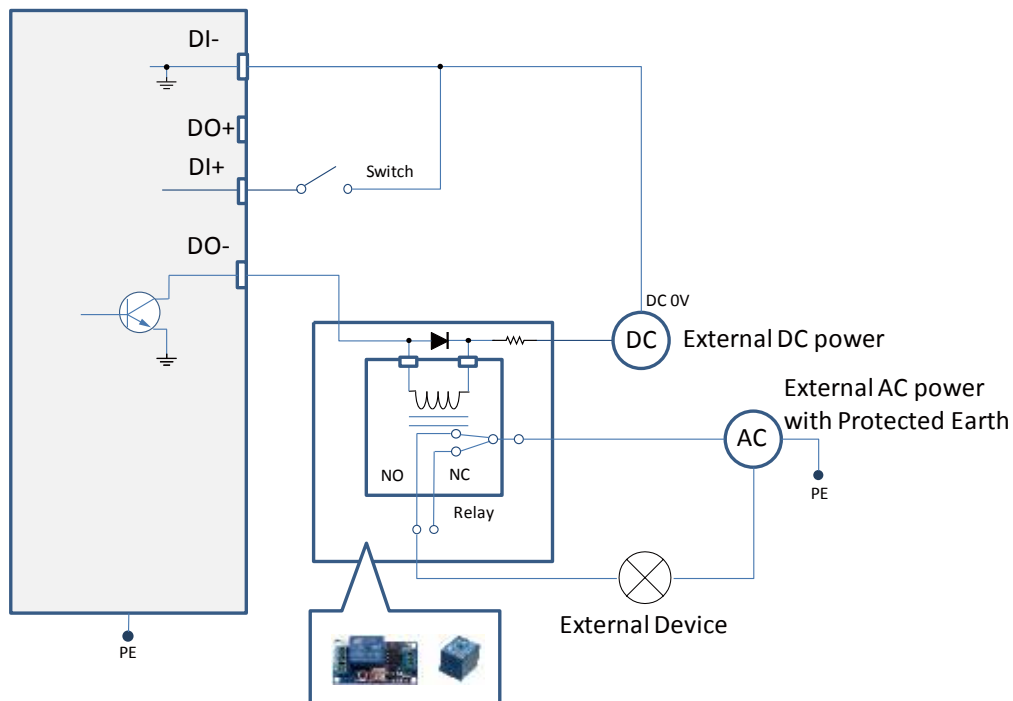 DI-
DO+
DI+
Switch
DO-
DC 0V
DC
External DC power
External AC power
with Protected Earth
AC
NO
NC
PE
Relay
External Device
PE